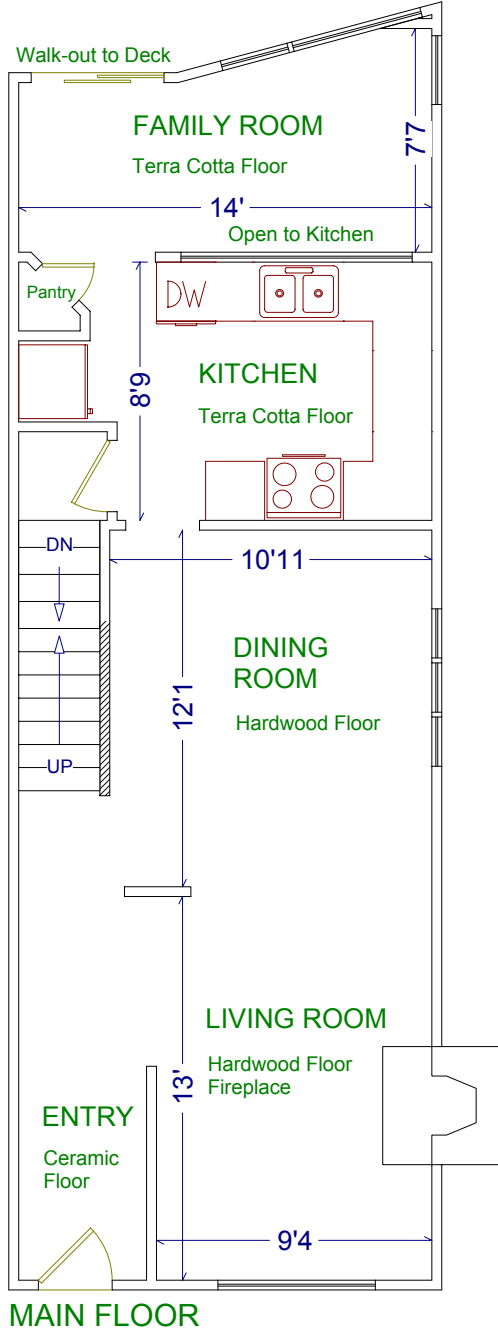 Walk-out to Deck
FAMILY ROOM
Terra Cotta Floor
7'7
14'
Open to Kitchen
Pantry
DW
8'9
KITCHEN
Terra Cotta Floor
DN
10'11
DINING
ROOM
12'1
Hardwood Floor
UP
LIVING ROOM
Hardwood Floor
Fireplace
13'
ENTRY
Ceramic
Floor
9'4
MAIN FLOOR